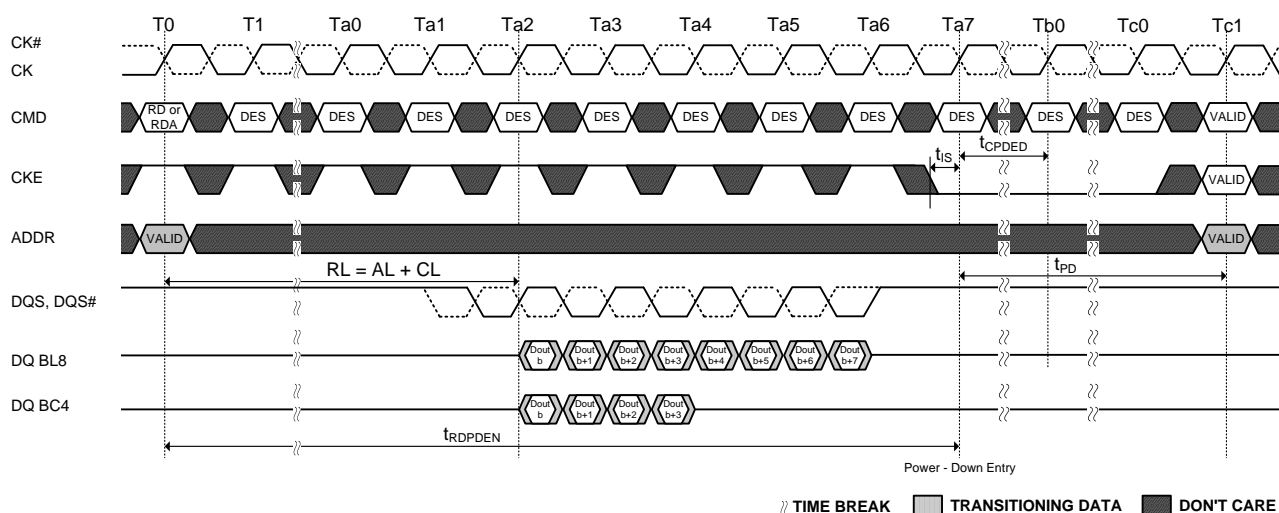 T0 T1 Ta0 Ta1 Ta2 Ta3 Ta4 Ta5 Ta6 Ta7 Tb0 Tc0 Tc1
CK#
CK
CMD RD or RDA DES DES DES DES DES DES DES DES DES DES DES VALID
tIS tCPDED
CKE VALID
ADDR VALID VALID
RL = AL + CL tPD
DQS, DQS#
DQ BL8 Dout b Dout b+1 Dout b+2 Dout b+3 Dout b+4 Dout b+5 Dout b+6 Dout b+7
DQ BC4 Dout b Dout b+1 Dout b+2 Dout b+3
tRDPDEN
Power - Down Entry
TIME BREAK TRANSITIONING DATA DON'T CARE